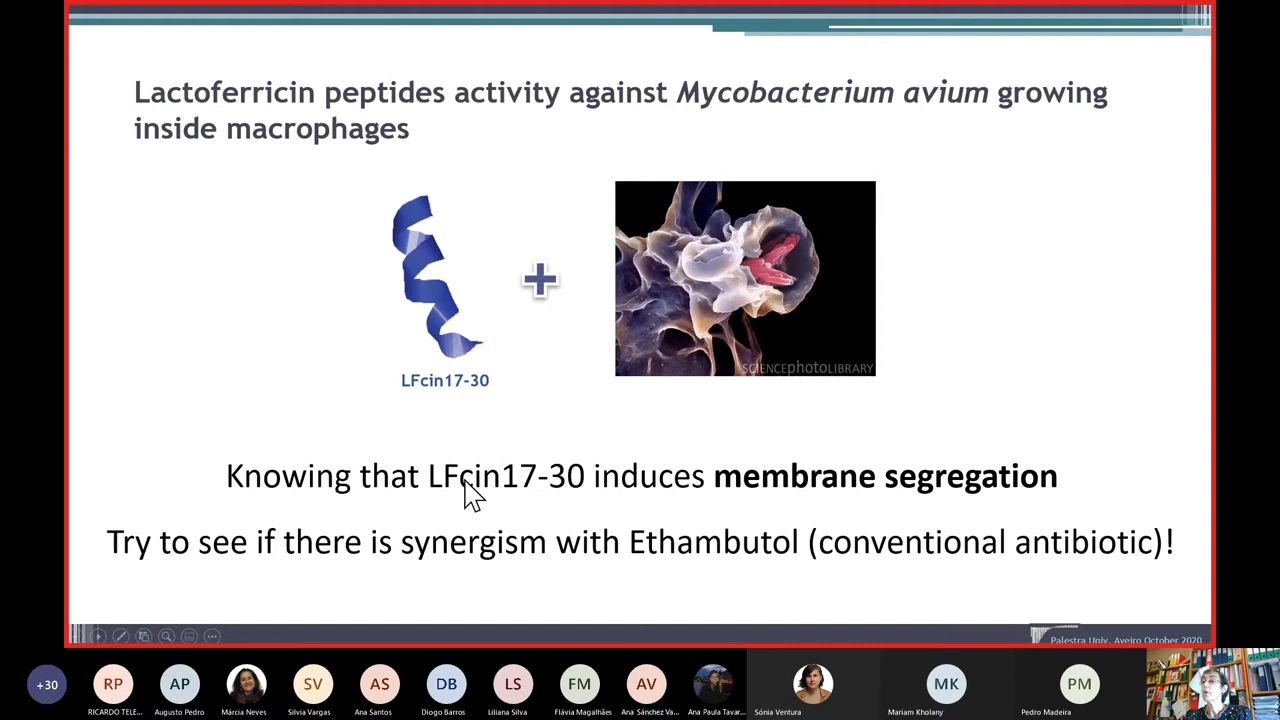 Lactoferricin peptides activity against Mycobacterium avium growing
inside macrophages
SCIENCEphotoLIBRARY
LFcin17-30
Knowing that LFcin17-30 induces membrane segregation
Try to see if there is synergism with Ethambutol (conventional antibiotic)!
Palestra Univ. Aveiro October 2020
+30
RP
AP
SV
AS
DB
LS
FM
AV
MK
PM
RICARDO TELE...
Augusto Pedro
Márcia Neves
Silvia Vargas
Ana Santos
Diogo Barros
Liliana Silva
Flávia Magalhães
Ana Sánchez Va...
Ana Paula Tavar...
Sónia Ventura
Mariam Kholany
Pedro Madeira